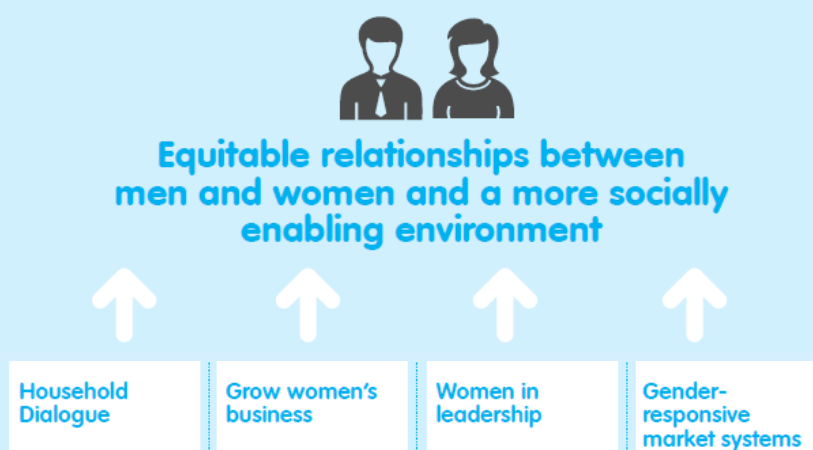 Equitable relationships between
men and women and a more socially
enabling environment
Household
Dialogue
Grow women's
business
Women in
leadership
Gender-
responsive
market systems